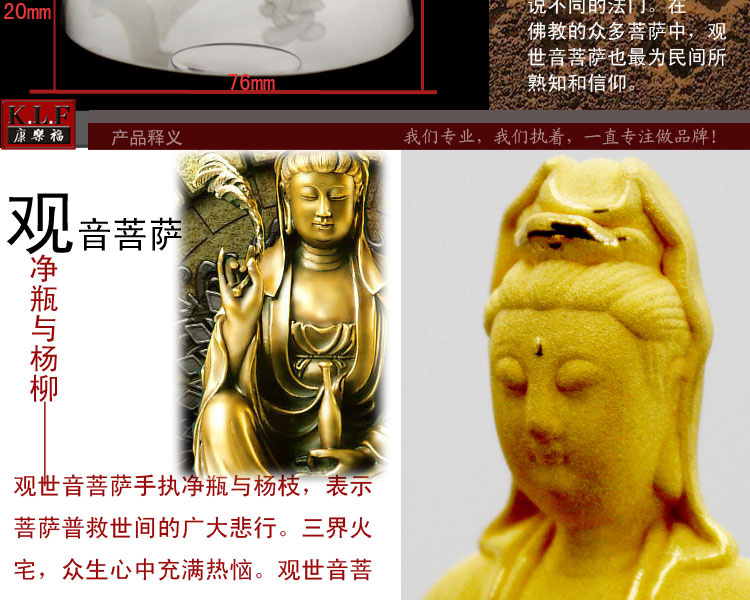 20mm
76mm
说不同的法门。在
佛教的众多菩萨中，观
世音菩萨也最为民间所
熟知和信仰。
K.L.F
康樂福
产品释义
我们专业，我们执着，一直专注做品牌！
观音菩萨
净瓶与杨柳
观世音菩萨手执净瓶与杨枝，表示
菩萨普救世间的广大悲行。三界火
宅，众生心中充满热恼。观世音菩